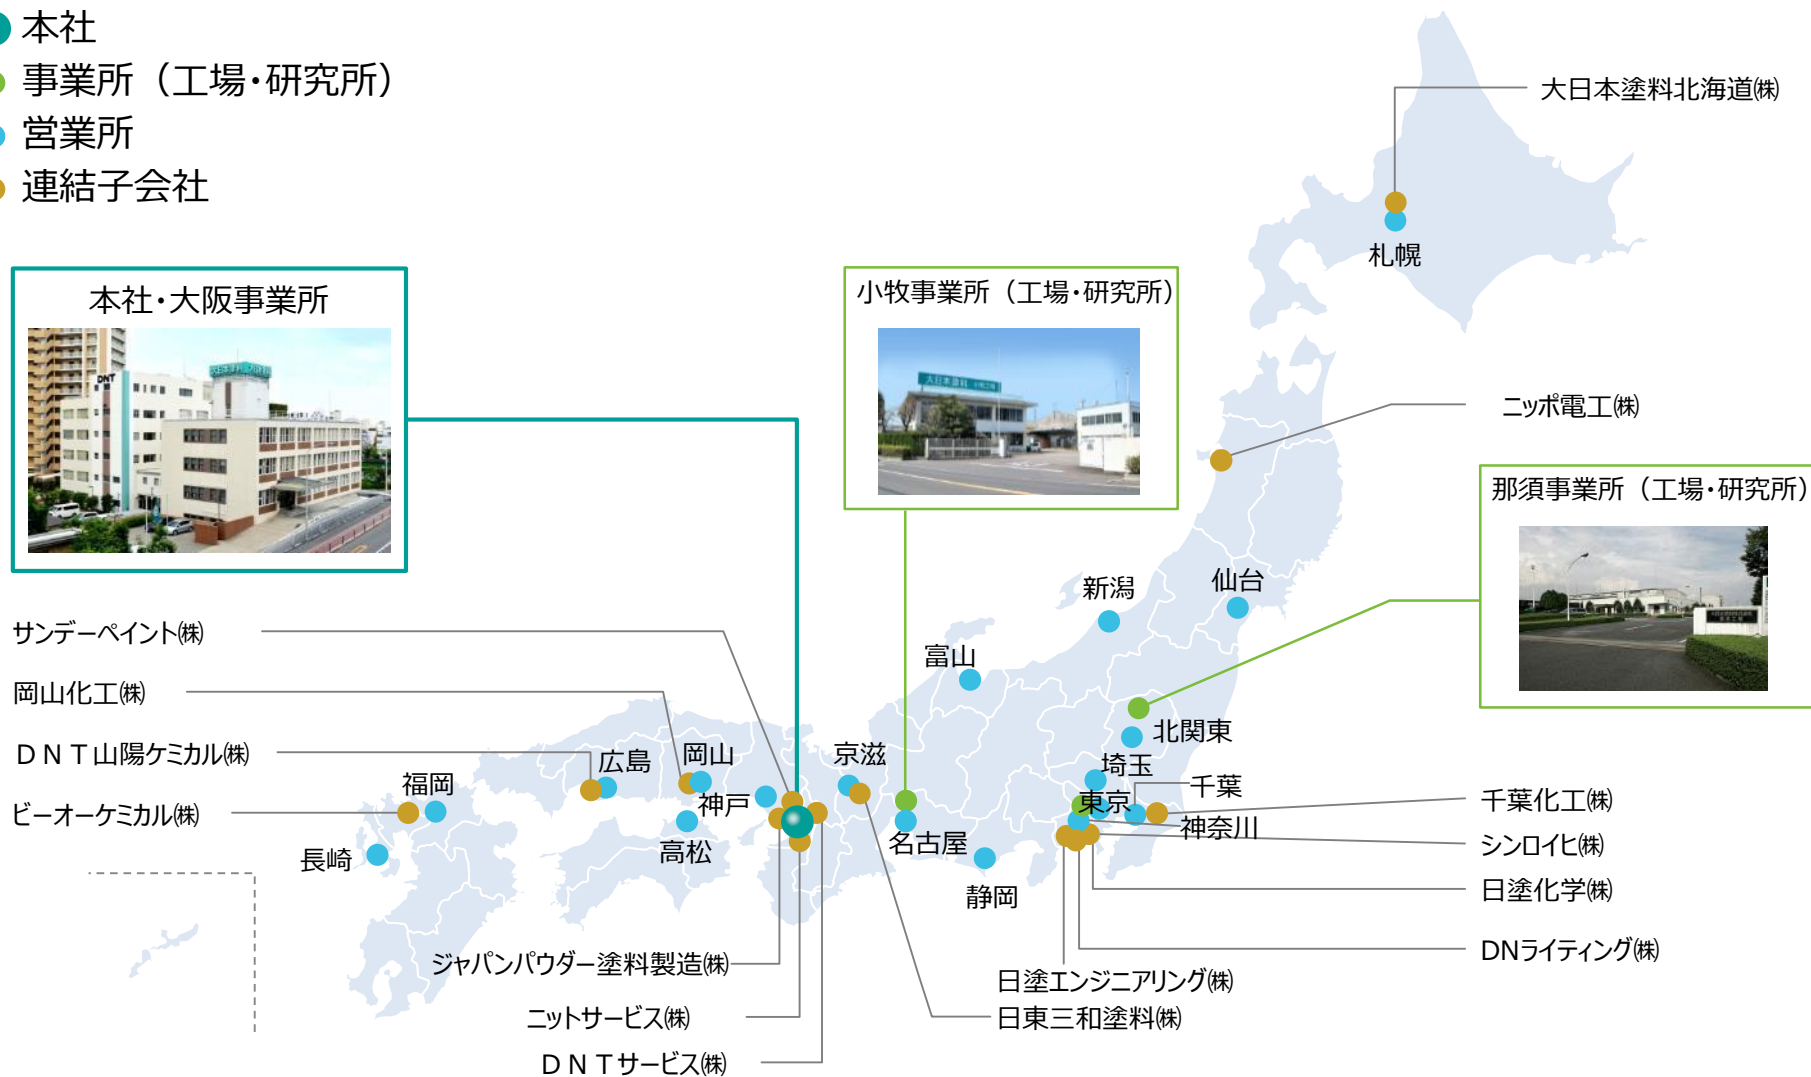 本社
事業所（工場・研究所）
営業所
連結子会社
大日本塗料北海道㈱
札幌
本社・大阪事業所
DNT
小牧事業所（工場・研究所）
大日本塗料
ニッポ電工㈱
那須事業所（工場・研究所）
仙台
新潟
富山
サンデーペイント㈱
岡山化工㈱
ＤＮＴ山陽ケミカル㈱
ビーオーケミカル㈱
北関東
埼玉
千葉
東京
神奈川
京滋
岡山
広島
福岡
神戸
高松
名古屋
長崎
静岡
千葉化工㈱
シンロイヒ㈱
日塗化学㈱
DNライティング㈱
ジャパンパウダー塗料製造㈱
日塗エンジニアリング㈱
ニットサービス㈱
日東三和塗料㈱
ＤＮＴサービス㈱